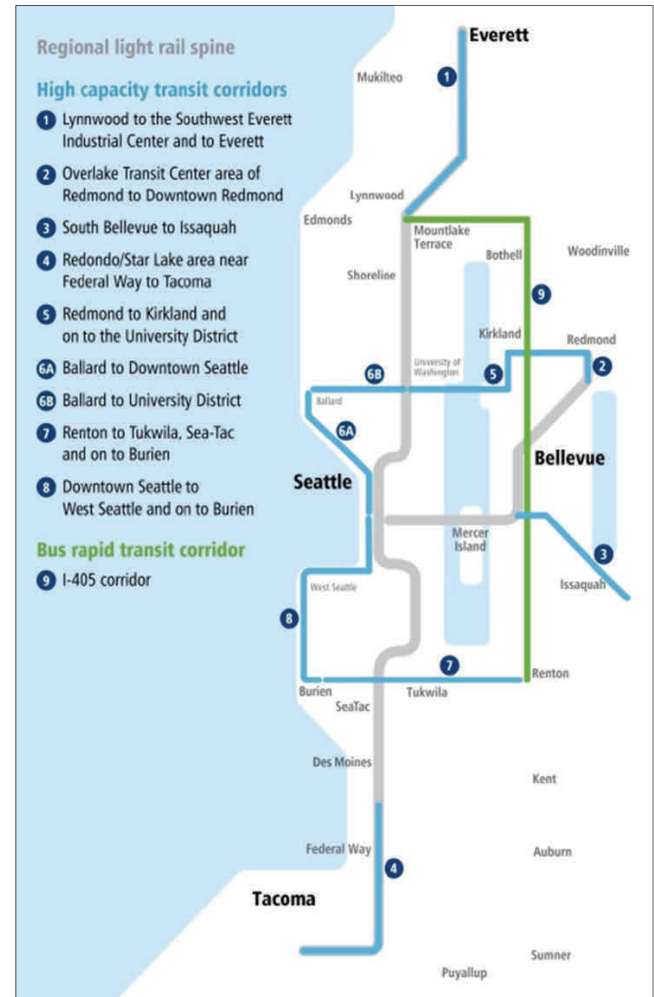 Regional light rail spine
High capacity transit corridors
1 Lynnwood to the Southwest Everett
Industrial Center and to Everett
2 Overlake Transit Center area of
Redmond to Downtown Redmond
3 South Bellevue to Issaquah
4 Redondo/Star Lake area near
Federal Way to Tacoma
5 Redmond to Kirkland and
on to the University District
6A Ballard to Downtown Seattle
6B Ballard to University District
7 Renton to Tukwila, Sea-Tac
and on to Burien
8 Downtown Seattle to
West Seattle and on to Burien
Bus rapid transit corridor
9 I-405 corridor
Everett
Mukilteo
1
Lynnwood
Edmonds
Mountlake
Terrace
Bothell
Woodinville
Shoreline
9
Kirkland
Redmond
University of
Washington
6B
5
2
Ballard
6A
Bellevue
Seattle
Mercer
Island
3
Issaquah
West Seattle
8
7
Renton
Burien
Tukwila
SeaTac
Des Moines
Kent
Federal Way
Auburn
4
Tacoma
Sumner
Puyallup